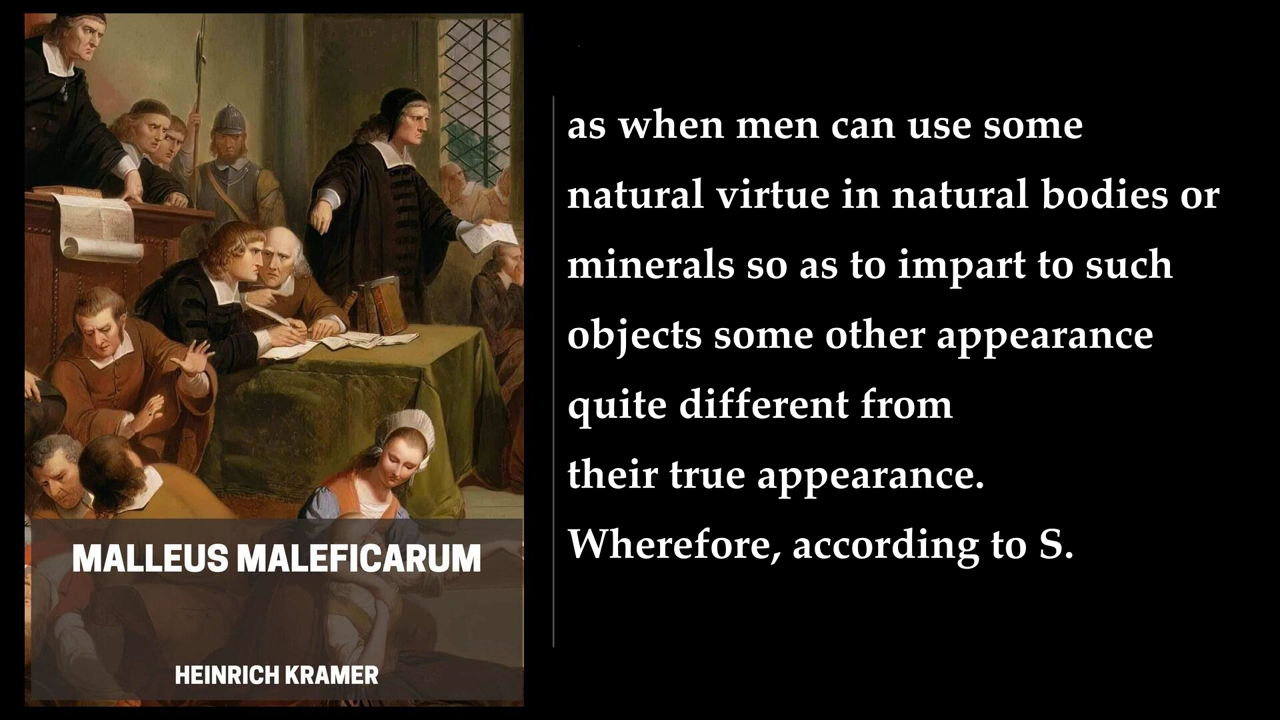 MALLEUS MALEFICARUM
HEINRICH KRAMER
as when men can use some
natural virtue in natural bodies or
minerals so as to impart to such
objects some other appearance
quite different from
their true appearance.
Wherefore, according to S.